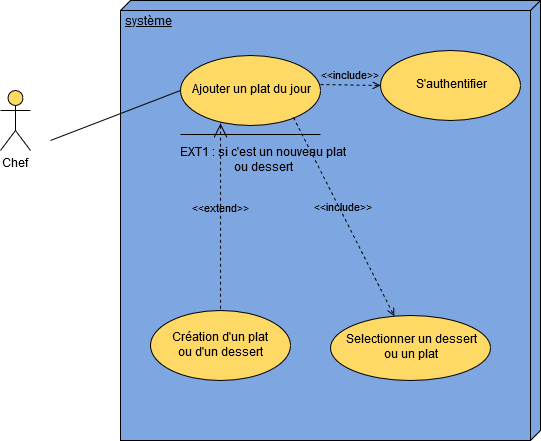 système
Ajouter un plat du jour
<<include>>
S'authentifier
Chef
EXT1 : si c'est un nouveau plat
ou dessert
<<extend>>
<<include>>
Création d'un plat
ou d'un dessert
Selectionner un dessert
ou un plat